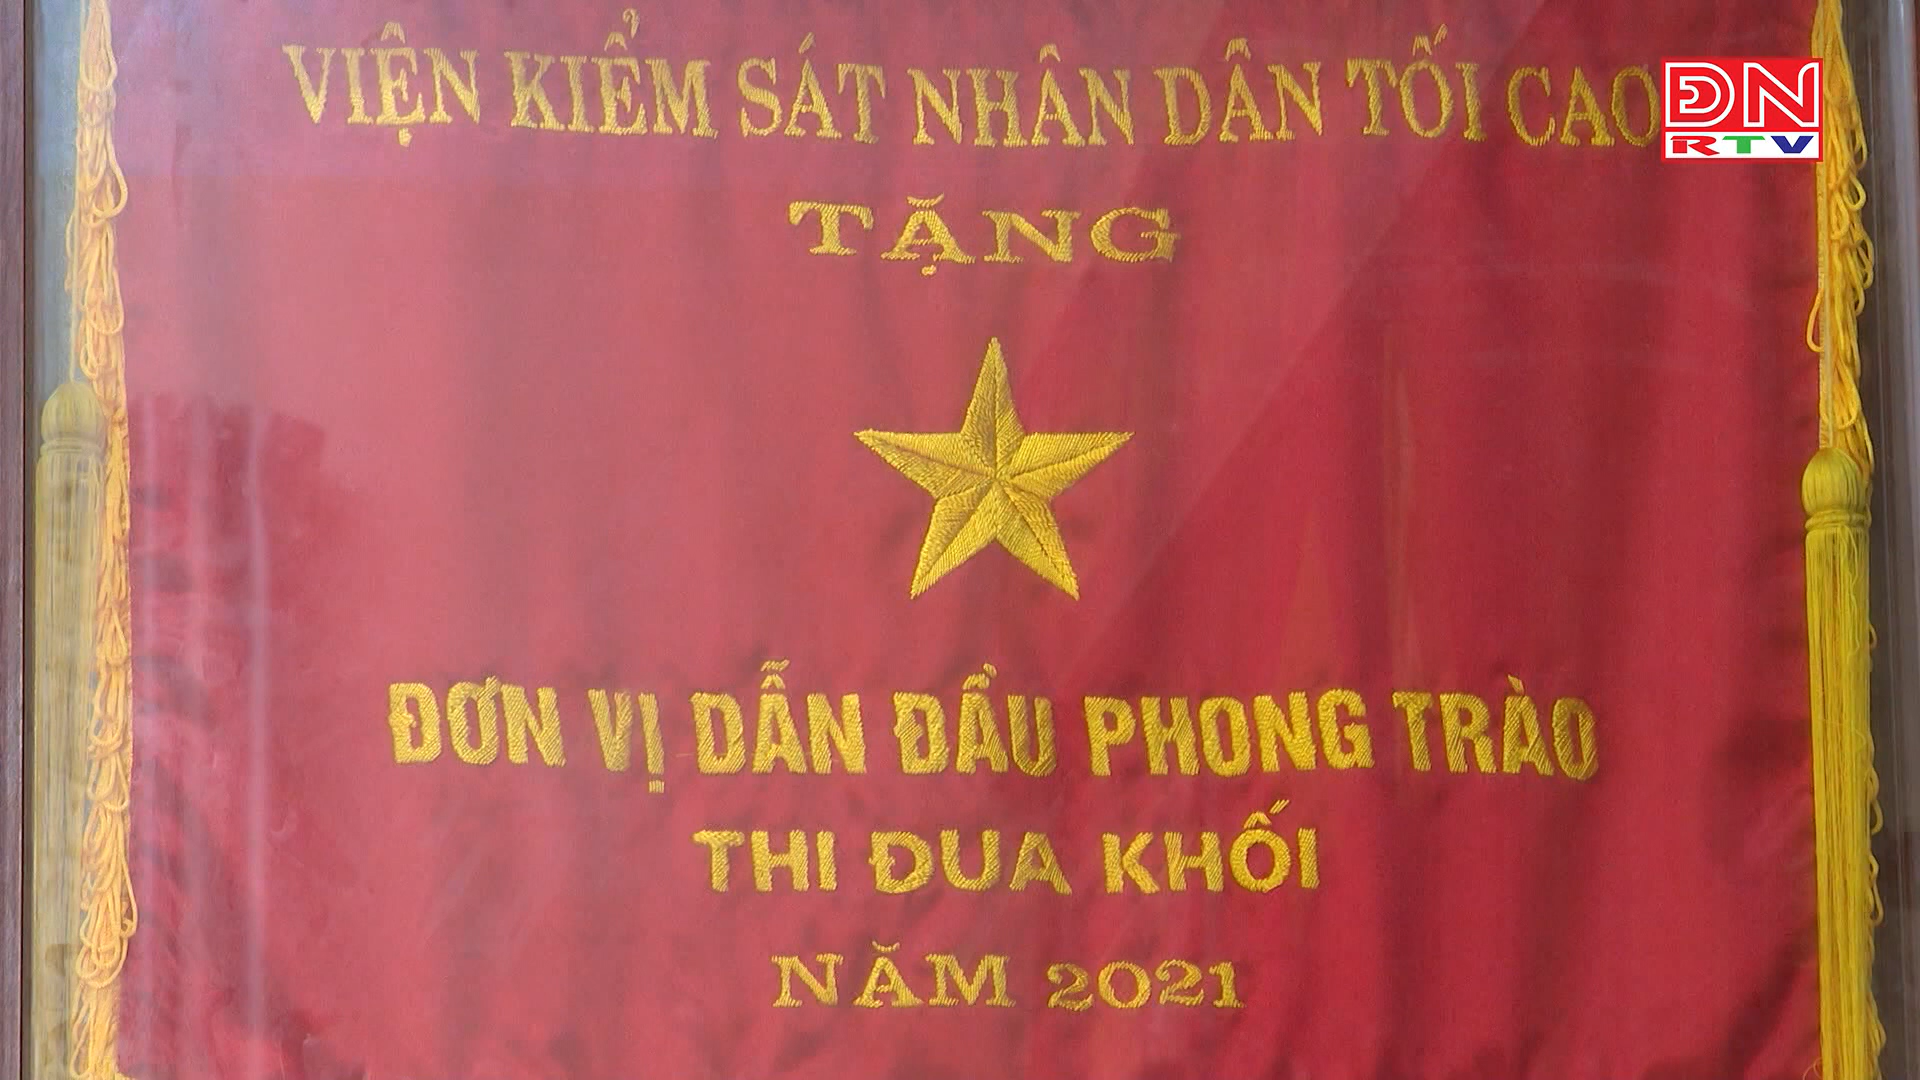 VIỆN KIỂM SÁT NHÂN DÂN TỐI CAO
ĐN
RTV
TẶNG
ĐƠN VỊ DẪN ĐẦU PHONG TRÀO
THI ĐUA KHỐI
NĂM 2021